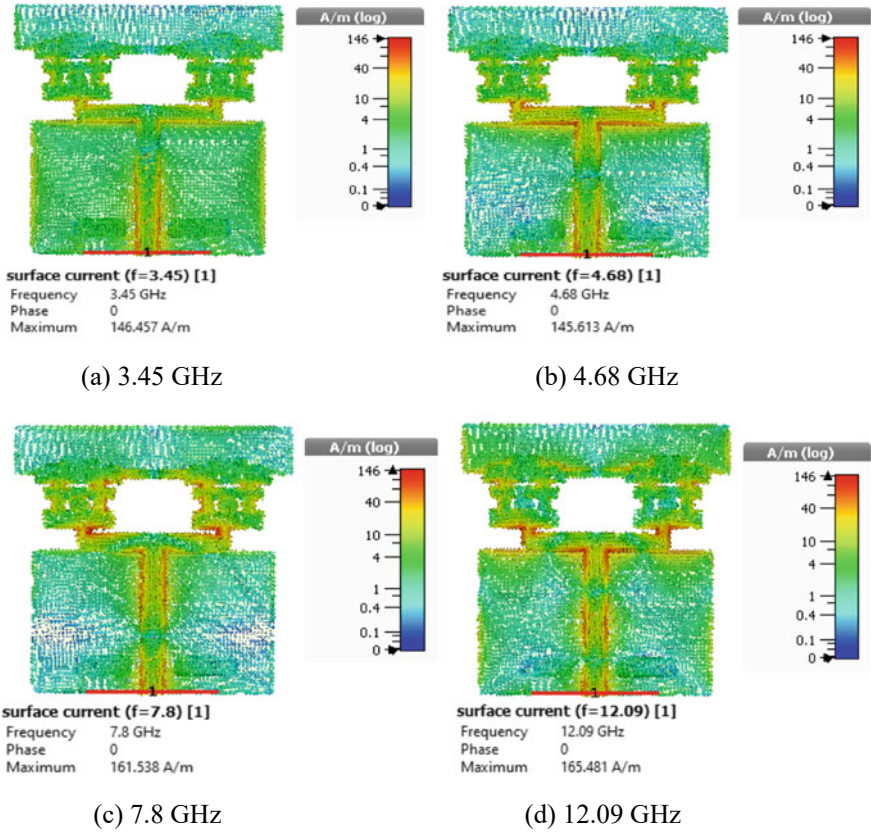 A/m (log)
146
40
10
4
1
0.4
0.1
0
1
surface current (f=3.45) [1]
Frequency 3.45 GHz
Phase 0
Maximum 146.457 A/m
(a) 3.45 GHz
A/m (log)
146
40
10
4
1
0.4
0.1
0
1
surface current (f=4.68) [1]
Frequency 4.68 GHz
Phase 0
Maximum 145.613 A/m
(b) 4.68 GHz
A/m (log)
146
40
10
4
1
0.4
0.1
0
1
surface current (f=7.8) [1]
Frequency 7.8 GHz
Phase 0
Maximum 161.538 A/m
(c) 7.8 GHz
A/m (log)
146
40
10
4
1
0.4
0.1
0
1
surface current (f=12.09) [1]
Frequency 12.09 GHz
Phase 0
Maximum 165.481 A/m
(d) 12.09 GHz